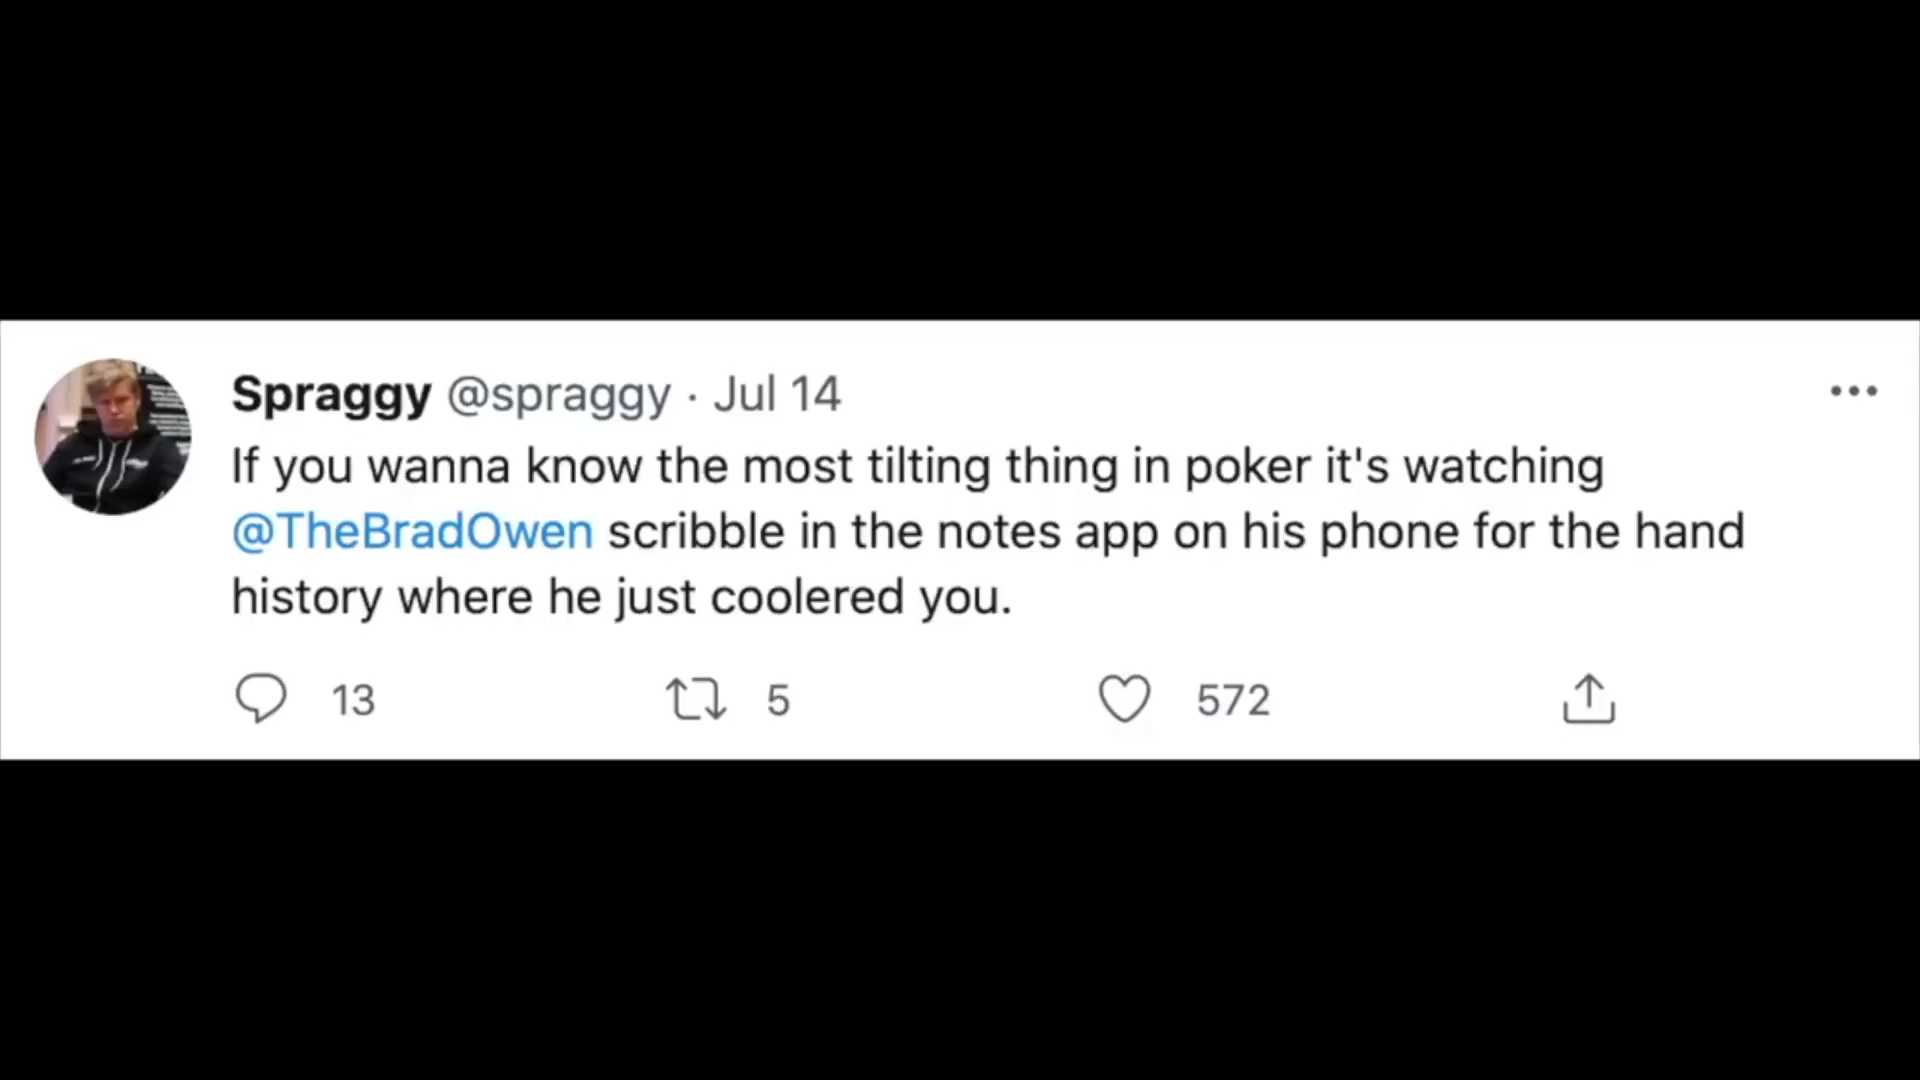 Spraggy @spraggy · Jul 14
If you wanna know the most tilting thing in poker it's watching
@TheBradOwen scribble in the notes app on his phone for the hand
history where he just coolered you.
13 5 572